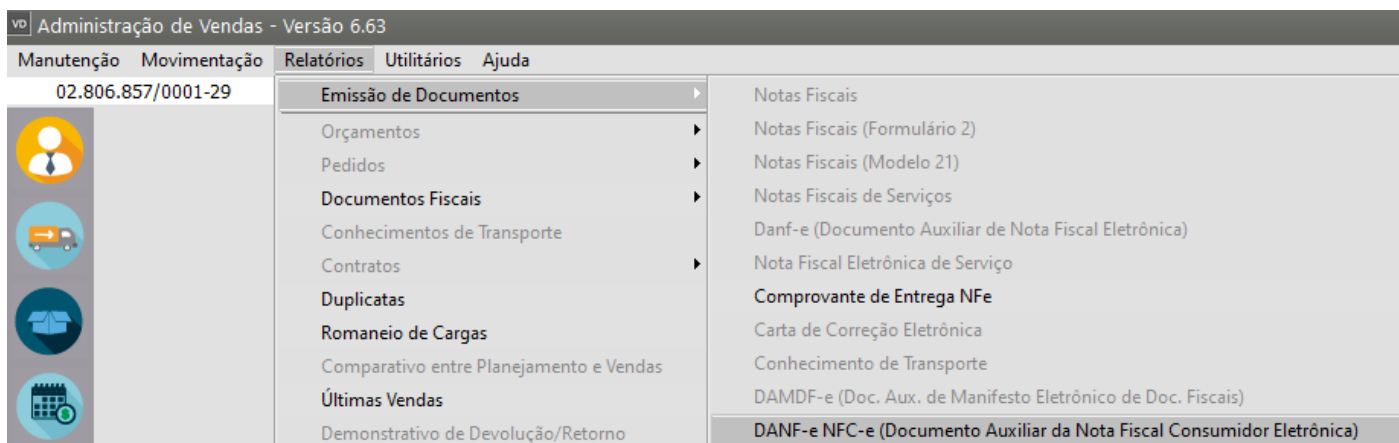 VD Administração de Vendas - Versão 6.63
Manutenção Movimentação Relatórios Utilitários Ajuda
02.806.857/0001-29
Emissão de Documentos
Orçamentos
Pedidos
Documentos Fiscais
Conhecimentos de Transporte
Contratos
Duplicatas
Romaneio de Cargas
Comparativo entre Planejamento e Vendas
Últimas Vendas
Demonstrativo de Devolução/Retorno
Notas Fiscais
Notas Fiscais (Formulário 2)
Notas Fiscais (Modelo 21)
Notas Fiscais de Serviços
Danf-e (Documento Auxiliar de Nota Fiscal Eletrônica)
Nota Fiscal Eletrônica de Serviço
Comprovante de Entrega NFe
Carta de Correção Eletrônica
Conhecimento de Transporte
DAMDF-e (Doc. Aux. de Manifesto Eletrônico de Doc. Fiscais)
DANF-e NFC-e (Documento Auxiliar da Nota Fiscal Consumidor Eletrônica)